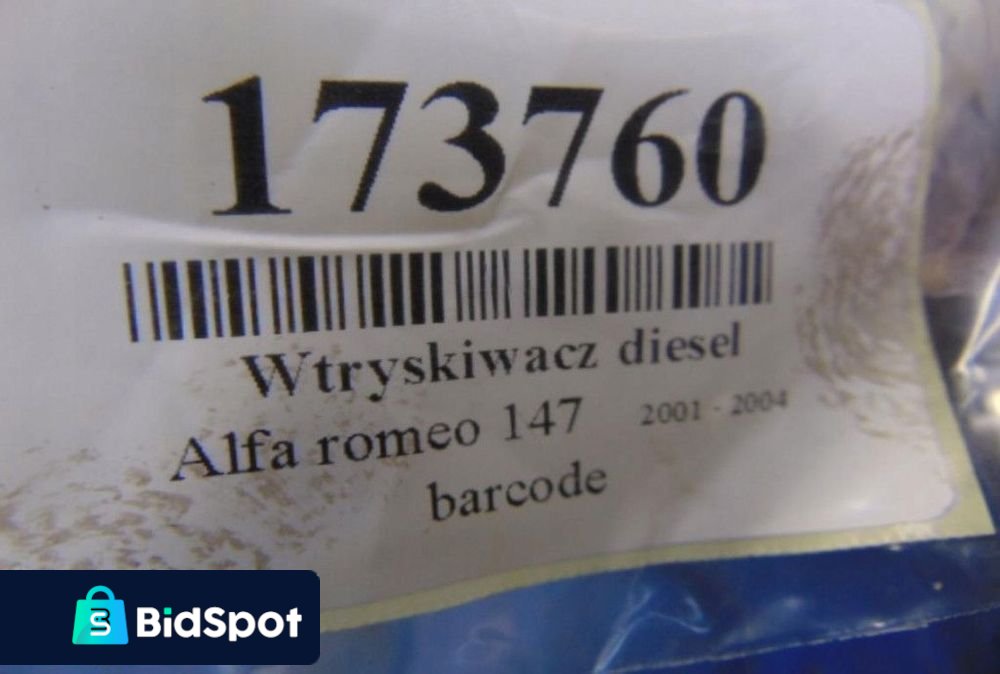 173760
Wtryskiwacz diesel
Alfa romeo 147 2001 - 2004
barcode
BidSpot